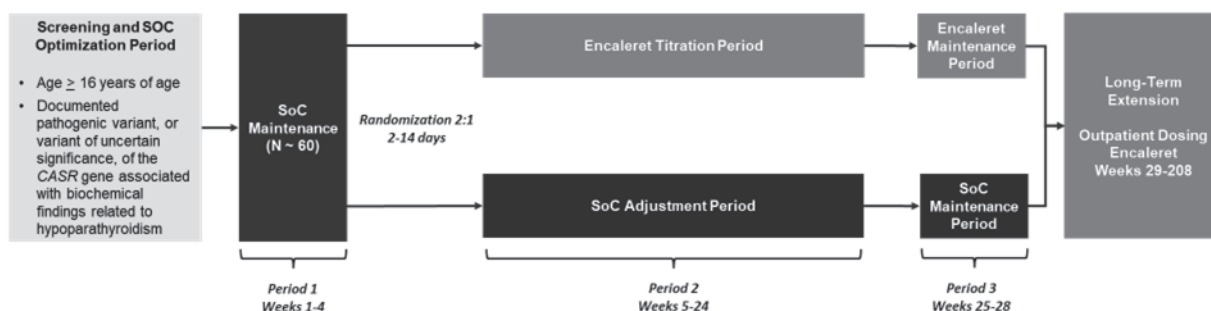 Screening and SOC
Optimization Period
• Age ≥ 16 years of age
• Documented
pathogenic variant, or
variant of uncertain
significance, of the
CASR gene associated
with biochemical
findings related to
hypoparathyroidism
SoC
Maintenance
(N ~ 60)
Randomization 2:1
2-14 days
Encaleret Titration Period
Encaleret
Maintenance
Period
SoC Adjustment Period
SoC
Maintenance
Period
Long-Term
Extension
Outpatient Dosing
Encaleret
Weeks 29-208
Period 1
Weeks 1-4
Period 2
Weeks 5-24
Period 3
Weeks 25-28